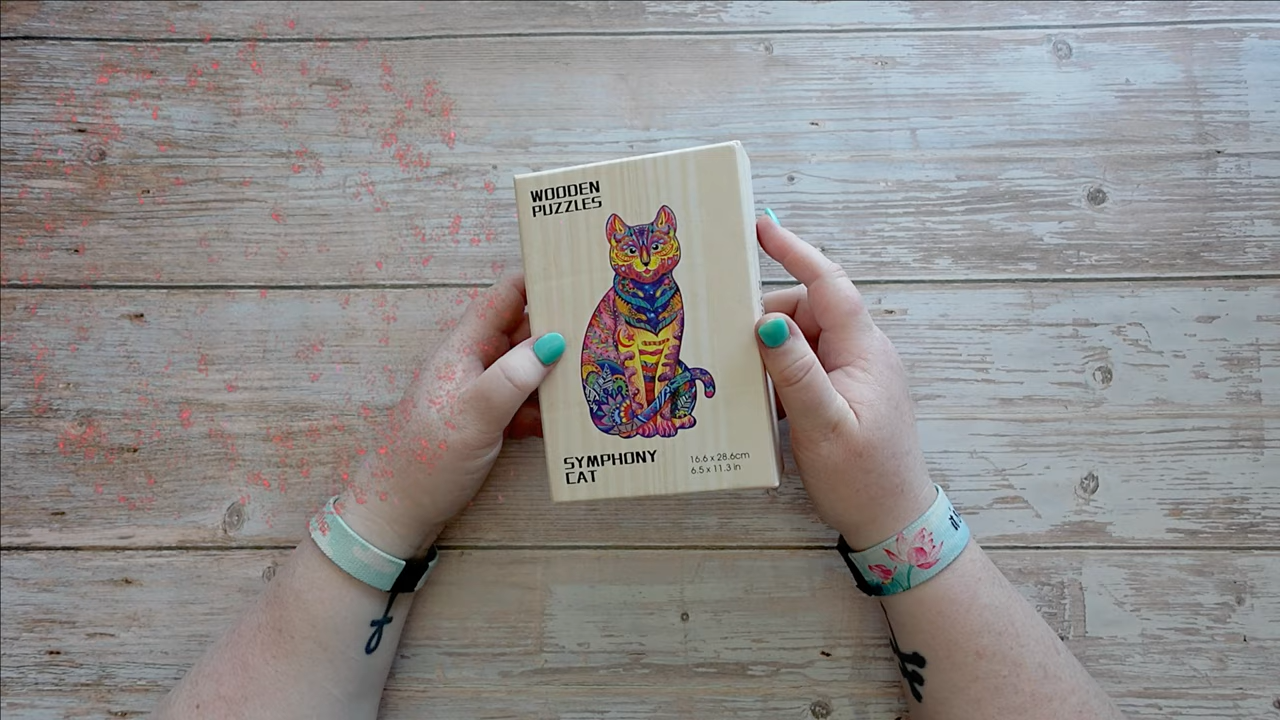 WOODEN
PUZZLES
SYMPHONY
CAT
16.6 x 28.6cm
6.5 x 11.3 in